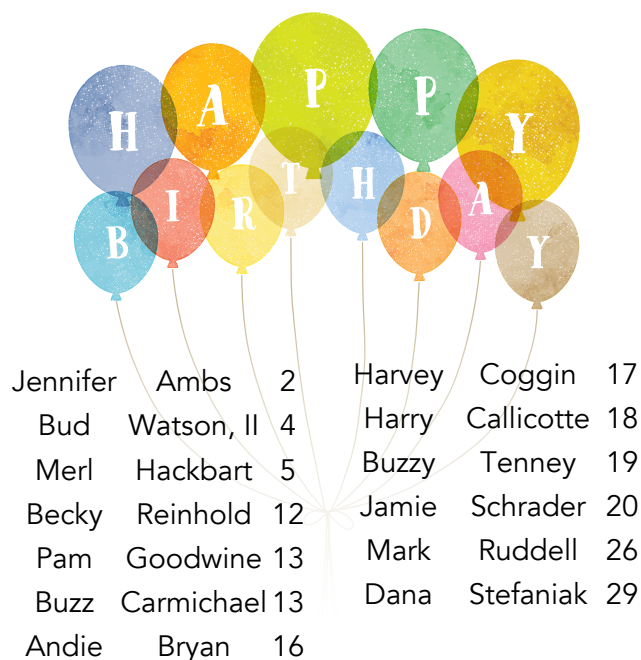 HAPPY
BIRTHDAY
Jennifer Ambs 2
Bud Watson, II 4
Merl Hackbart 5
Becky Reinhold 12
Pam Goodwine 13
Buzz Carmichael 13
Andie Bryan 16
Harvey Coggin 17
Harry Callicotte 18
Buzzy Tenney 19
Jamie Schrader 20
Mark Ruddell 26
Dana Stefaniak 29